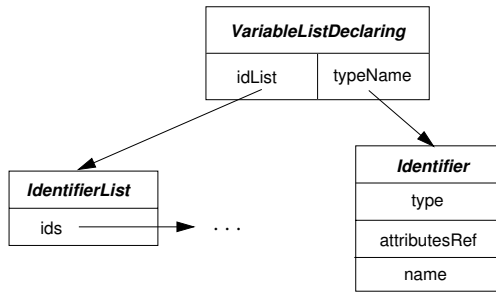 VariableListDeclaring
idList typeName
IdentifierList
ids
. . .
Identifier
type
attributesRef
name